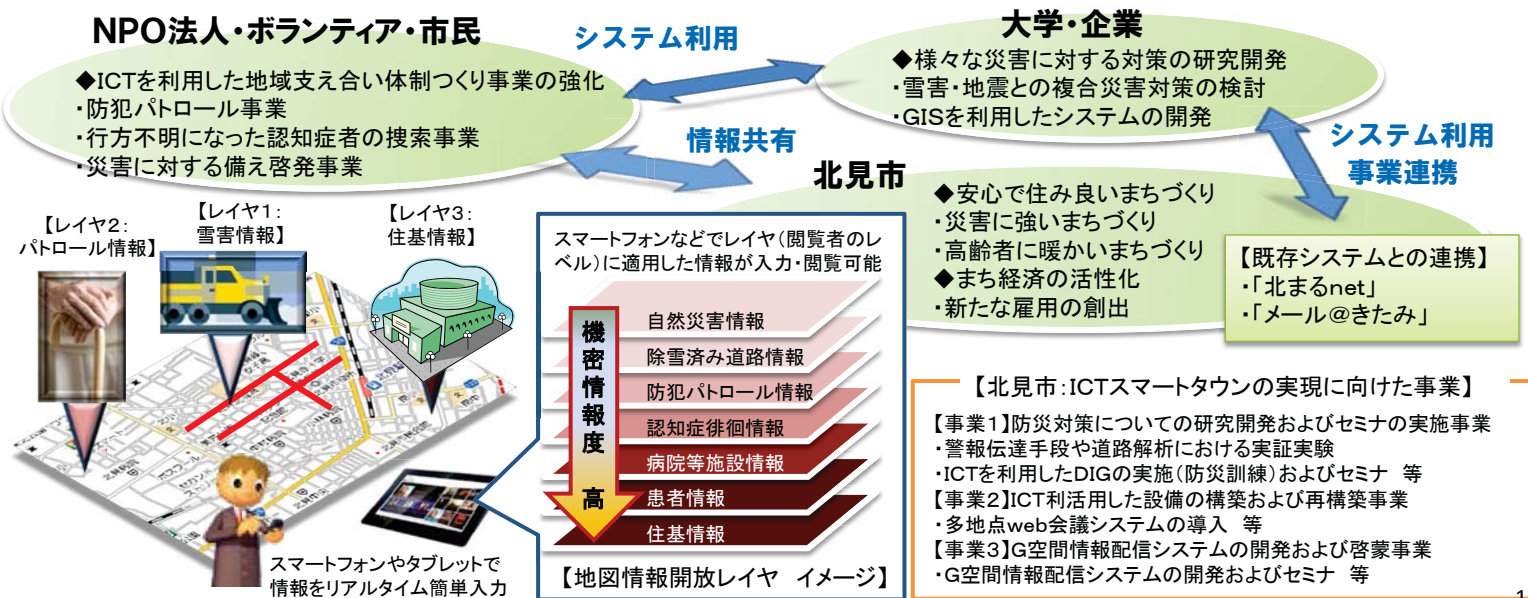 NPO法人・ボランティア・市民
◆ICTを利用した地域支え合い体制つくり事業の強化
・防犯パトロール事業
・行方不明になった認知症者の捜索事業
・災害に対する備え啓発事業
システム利用
大学・企業
◆様々な災害に対する対策の研究開発
・雪害・地震との複合災害対策の検討
・GISを利用したシステムの開発
情報共有
システム利用
事業連携
北見市
◆安心で住み良いまちづくり
・災害に強いまちづくり
・高齢者に暖かいまちづくり
◆まち経済の活性化
・新たな雇用の創出
【既存システムとの連携】
・「北まるnet」
・「メール@きたみ」
【レイヤ2:
パトロール情報】
【レイヤ1:
雪害情報】
【レイヤ3:
住基情報】
スマートフォンやタブレットで
情報をリアルタイム簡単入力
スマートフォンなどでレイヤ(閲覧者のレ
ベル)に適用した情報が入力・閲覧可能
機密情報度 高
自然災害情報
除雪済み道路情報
防犯パトロール情報
認知症徘徊情報
病院等施設情報
患者情報
住基情報
【地図情報開放レイヤ イメージ】
【北見市:ICTスマートタウンの実現に向けた事業】
【事業1】防災対策についての研究開発およびセミナの実施事業
・警報伝達手段や道路解析における実証実験
・ICTを利用したDIGの実施(防災訓練)およびセミナ 等
【事業2】ICT利活用した設備の構築および再構築事業
・多地点web会議システムの導入 等
【事業3】G空間情報配信システムの開発および啓蒙事業
・G空間情報配信システムの開発およびセミナ 等
1